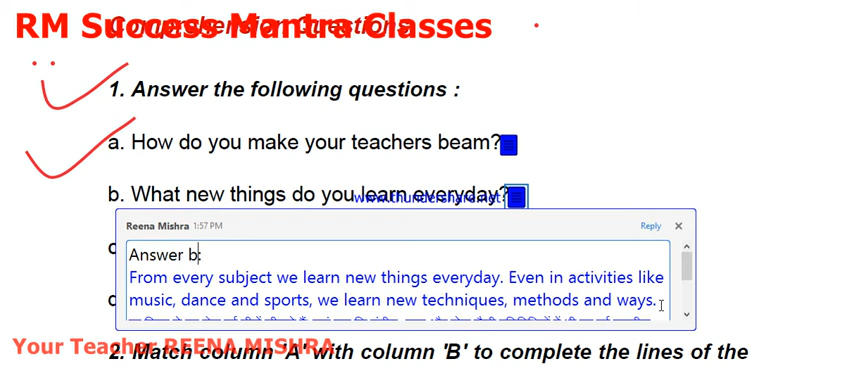 Comprehension Questions
RM Success Mantra Classes
1. Answer the following questions :
a. How do you make your teachers beam?
b. What new things do you learn everyday?
www.thundershare.net
Reena Mishra 1:57 PM Reply
Answer b:
From every subject we learn new things everyday. Even in activities like
music, dance and sports, we learn new techniques, methods and ways.
Your Teacher REENA MISHRA
2. Match column 'A' with column 'B' to complete the lines of the